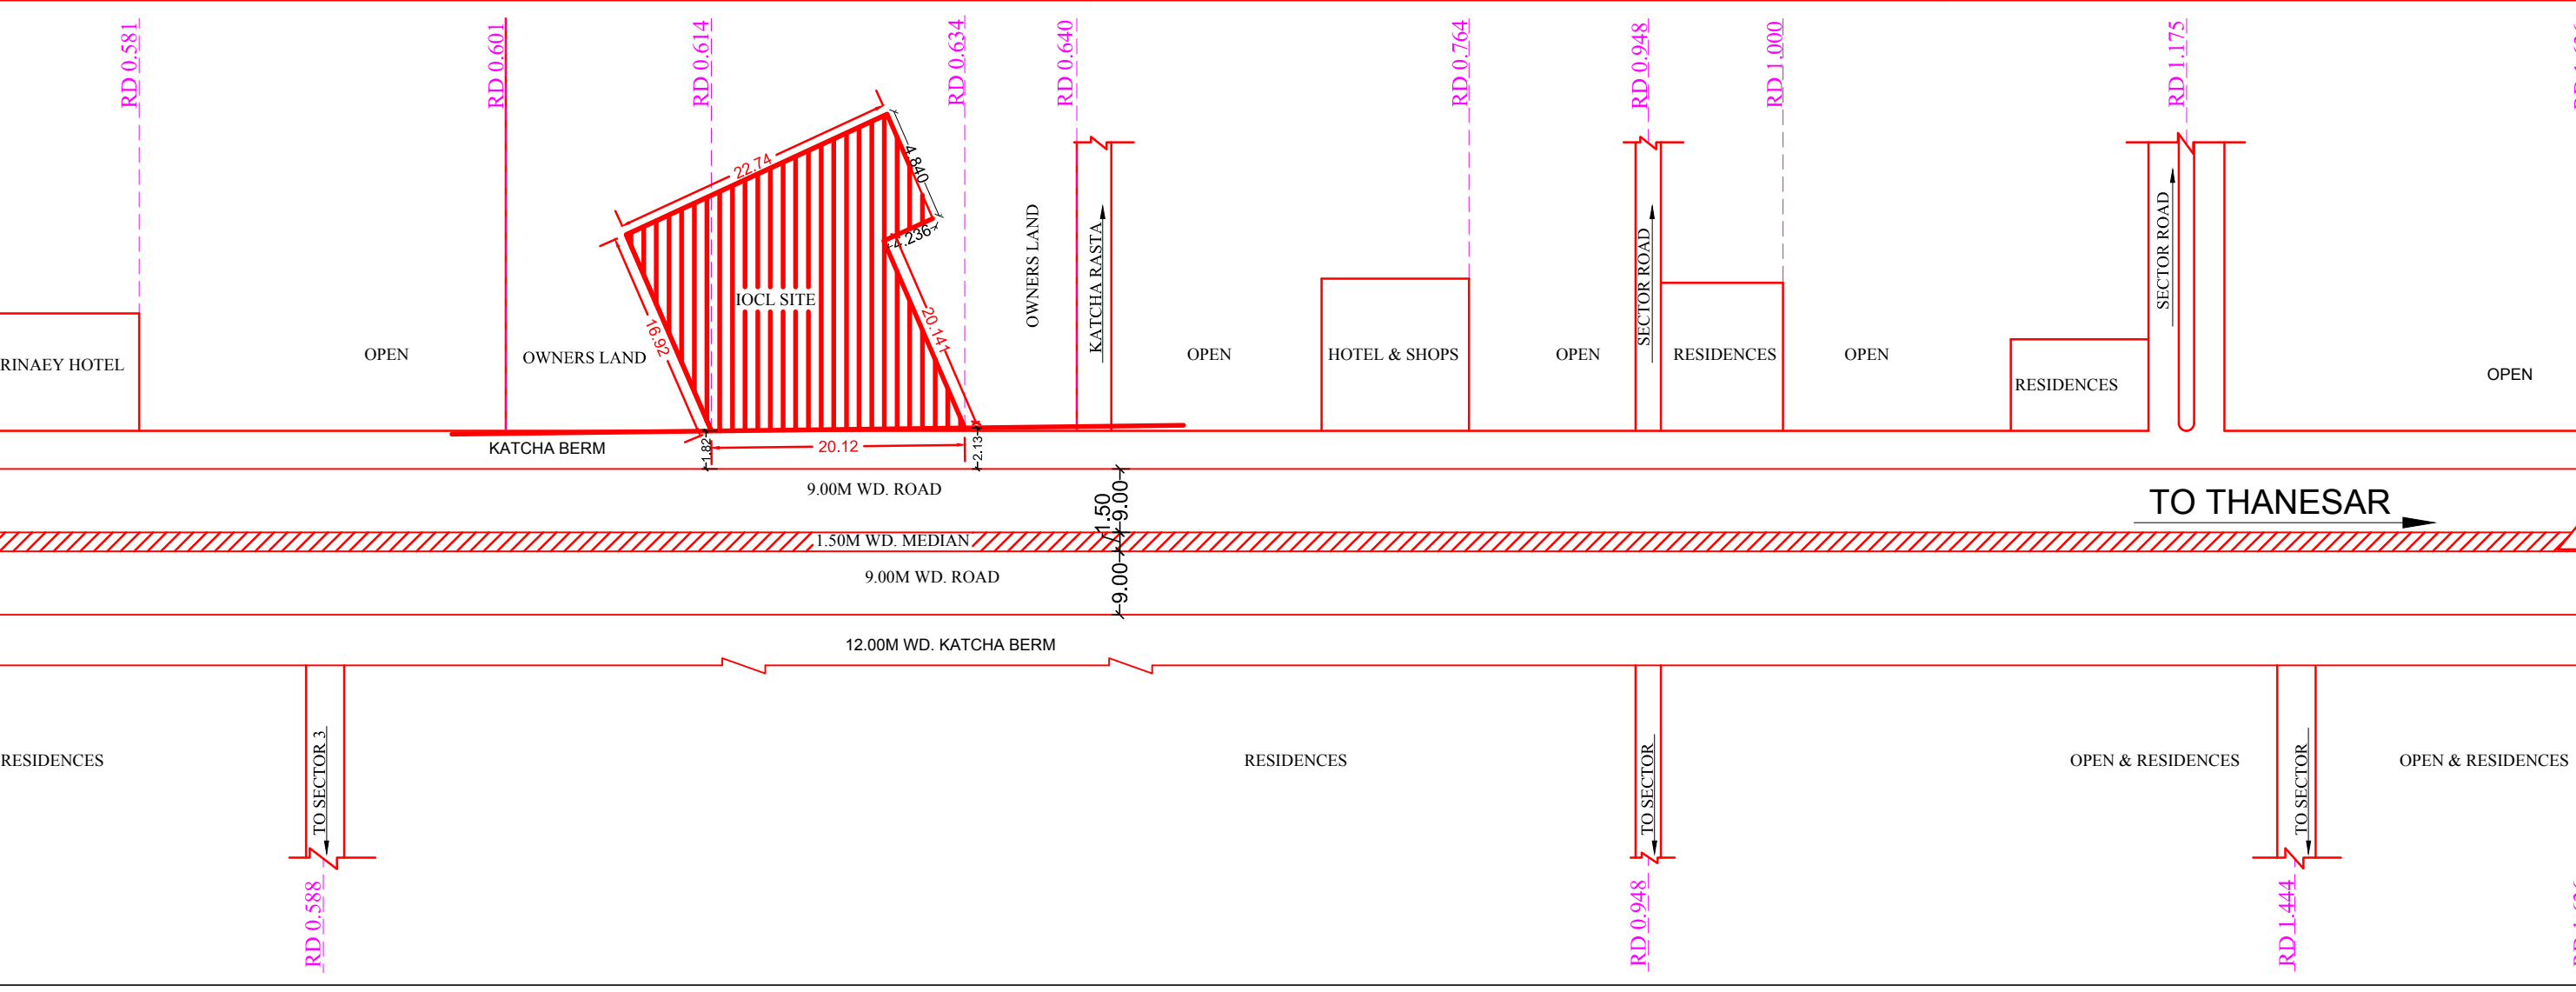 RD 0.581
RD 0.601
RD 0.614
RD 0.634
RD 0.640
RD 0.764
RD 0.948
RD 1.000
RD 1.175
22.74
4.840
4.236
16.92
20.141
IOCL SITE
RINAEY HOTEL
OPEN
OWNERS LAND
OWNERS LAND
KATCHA RASTA
OPEN
HOTEL & SHOPS
OPEN
SECTOR ROAD
RESIDENCES
OPEN
RESIDENCES
SECTOR ROAD
OPEN
KATCHA BERM
1.82
20.12
2.13
9.00M WD. ROAD
9.00
1.50
TO THANESAR
1.50M WD. MEDIAN
9.00M WD. ROAD
9.00
12.00M WD. KATCHA BERM
RESIDENCES
TO SECTOR 3
RESIDENCES
TO SECTOR
OPEN & RESIDENCES
TO SECTOR
OPEN & RESIDENCES
RD 0.588
RD 0.948
RD 1.444